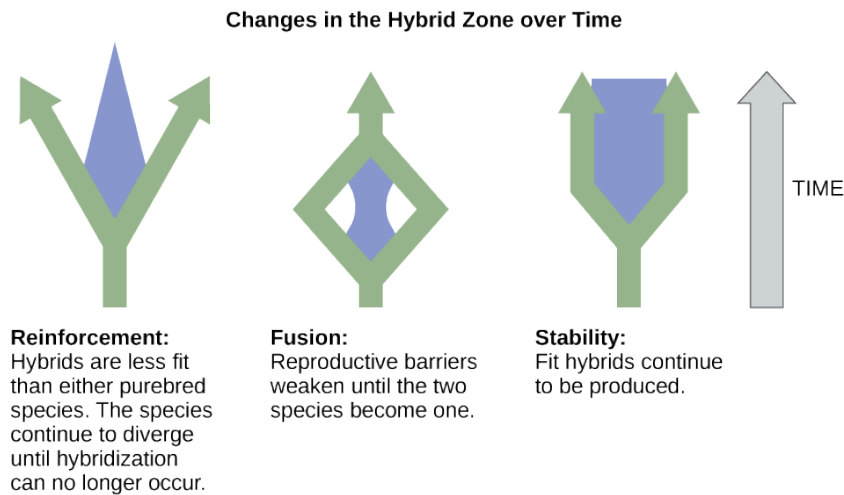 Changes in the Hybrid Zone over Time
TIME
Reinforcement:
Hybrids are less fit
than either purebred
species. The species
continue to diverge
until hybridization
can no longer occur.
Fusion:
Reproductive barriers
weaken until the two
species become one.
Stability:
Fit hybrids continue
to be produced.